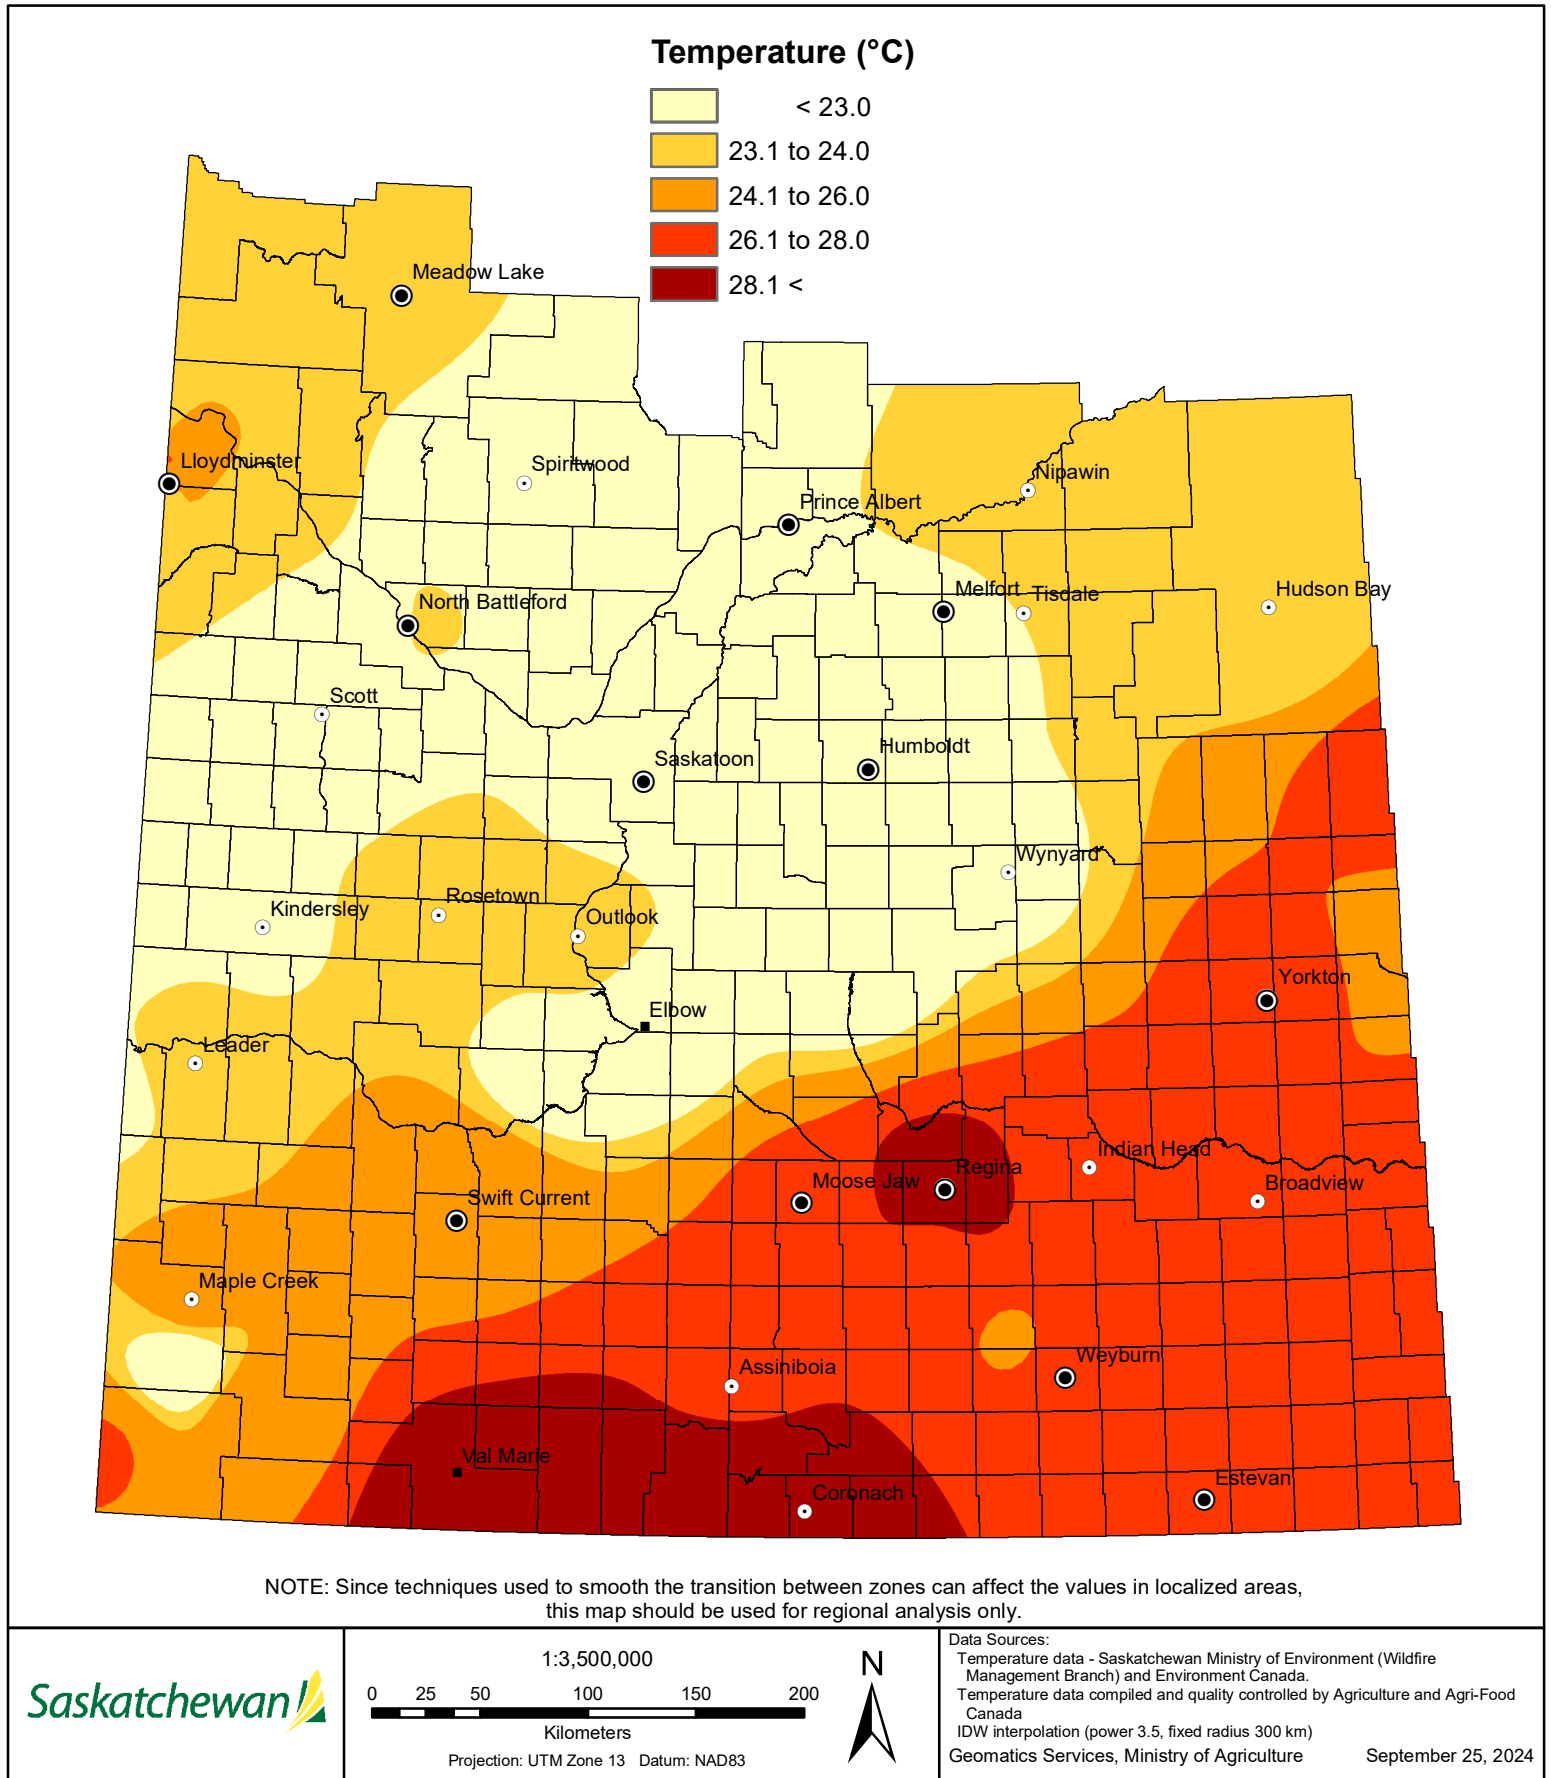 Temperature (°C)
< 23.0
23.1 to 24.0
24.1 to 26.0
26.1 to 28.0
28.1 <
Meadow Lake
Lloydminster
Spiritwood
Nipawin
Prince Albert
Melfort
Tisdale
Hudson Bay
North Battleford
Scott
Saskatoon
Humboldt
Wynyard
Kindersley
Rosetown
Outlook
Yorkton
Elbow
Leader
Indian Head
Regina
Moose Jaw
Broadview
Swift Current
Maple Creek
Weyburn
Assiniboia
Val Marie
Coronach
Estevan
NOTE: Since techniques used to smooth the transition between zones can affect the values in localized areas,
this map should be used for regional analysis only.
Saskatchewan
1:3,500,000
0 25 50 100 150 200
Kilometers
Projection: UTM Zone 13 Datum: NAD83
N
Data Sources:
Temperature data - Saskatchewan Ministry of Environment (Wildfire
Management Branch) and Environment Canada.
Temperature data compiled and quality controlled by Agriculture and Agri-Food
Canada
IDW interpolation (power 3.5, fixed radius 300 km)
Geomatics Services, Ministry of Agriculture September 25, 2024